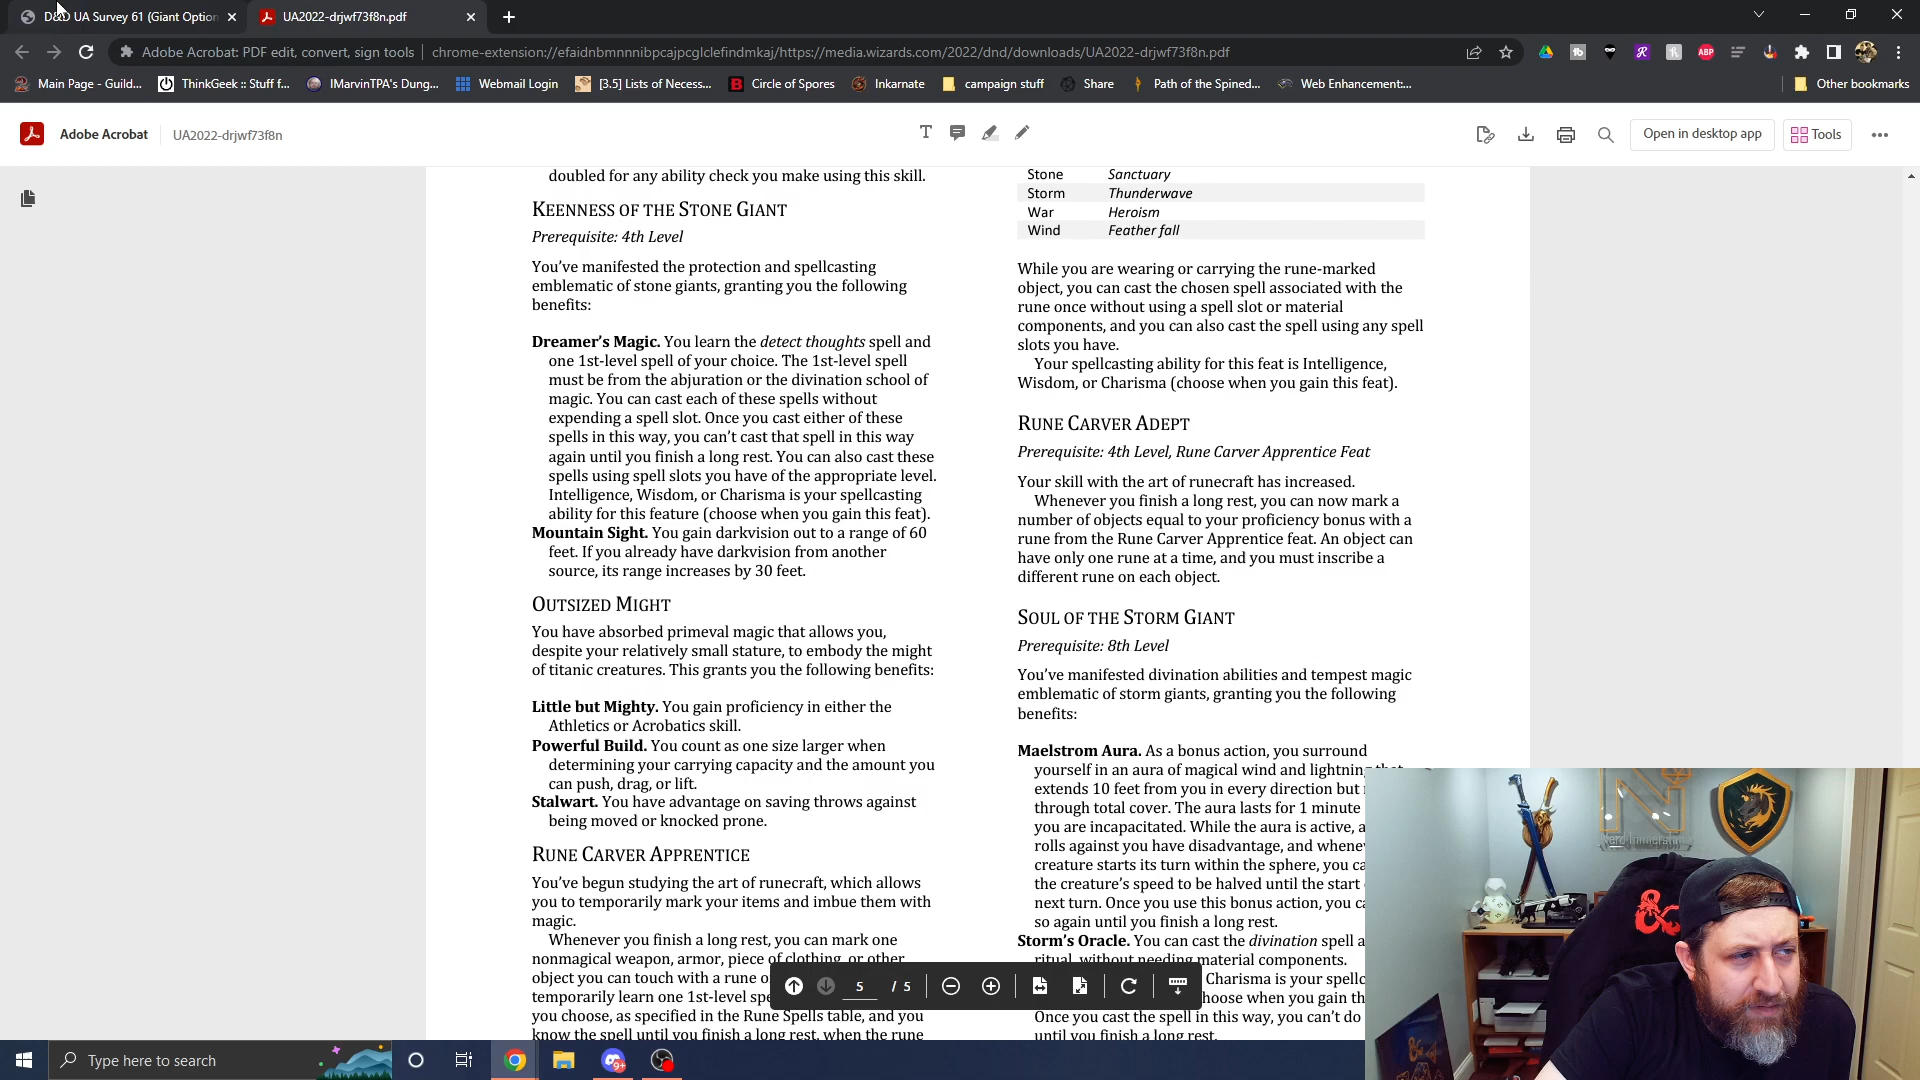 D&D UA Survey 61 (Giant Option
UA2022-drjwf73f8n.pdf
Adobe Acrobat: PDF edit, convert, sign tools
chrome-extension://efaidnbmnnnibpcajpcglclefindmkaj/https://media.wizards.com/2022/dnd/downloads/UA2022-drjwf73f8n.pdf
ABP
Main Page - Guild...
ThinkGeek :: Stuff f...
IMarvinTPA's Dung...
Webmail Login
[3.5] Lists of Necess...
Circle of Spores
Inkarnate
campaign stuff
Share
Path of the Spined...
Web Enhancement:...
Other bookmarks
Adobe Acrobat
UA2022-drjwf73f8n
Open in desktop app
Tools
doubled for any ability check you make using this skill.
KEENNESS OF THE STONE GIANT
Prerequisite: 4th Level
You've manifested the protection and spellcasting
emblematic of stone giants, granting you the following
benefits:
Dreamer's Magic. You learn the detect thoughts spell and
one 1st-level spell of your choice. The 1st-level spell
must be from the abjuration or the divination school of
magic. You can cast each of these spells without
expending a spell slot. Once you cast either of these
spells in this way, you can't cast that spell in this way
again until you finish a long rest. You can also cast these
spells using spell slots you have of the appropriate level.
Intelligence, Wisdom, or Charisma is your spellcasting
ability for this feature (choose when you gain this feat).
Mountain Sight. You gain darkvision out to a range of 60
feet. If you already have darkvision from another
source, its range increases by 30 feet.
OUTSIZED MIGHT
You have absorbed primeval magic that allows you,
despite your relatively small stature, to embody the might
of titanic creatures. This grants you the following benefits:
Little but Mighty. You gain proficiency in either the
Athletics or Acrobatics skill.
Powerful Build. You count as one size larger when
determining your carrying capacity and the amount you
can push, drag, or lift.
Stalwart. You have advantage on saving throws against
being moved or knocked prone.
RUNE CARVER APPRENTICE
You've begun studying the art of runecraft, which allows
you to temporarily mark your items and imbue them with
magic.
Whenever you finish a long rest, you can mark one
nonmagical weapon, armor, piece of clothing, or other
object you can touch with a rune o
temporarily learn one 1st-level spe
you choose, as specified in the Rune Spells table, and you
know the spell until you finish a long rest, when the rune
Stone Sanctuary
Storm Thunderwave
War Heroism
Wind Feather fall
While you are wearing or carrying the rune-marked
object, you can cast the chosen spell associated with the
rune once without using a spell slot or material
components, and you can also cast the spell using any spell
slots you have.
Your spellcasting ability for this feat is Intelligence,
Wisdom, or Charisma (choose when you gain this feat).
RUNE CARVER ADEPT
Prerequisite: 4th Level, Rune Carver Apprentice Feat
Your skill with the art of runecraft has increased.
Whenever you finish a long rest, you can now mark a
number of objects equal to your proficiency bonus with a
rune from the Rune Carver Apprentice feat. An object can
have only one rune at a time, and you must inscribe a
different rune on each object.
SOUL OF THE STORM GIANT
Prerequisite: 8th Level
You've manifested divination abilities and tempest magic
emblematic of storm giants, granting you the following
benefits:
Maelstrom Aura. As a bonus action, you surround
yourself in an aura of magical wind and lightning that
extends 10 feet from you in every direction but
through total cover. The aura lasts for 1 minute
you are incapacitated. While the aura is active, a
rolls against you have disadvantage, and whene
creature starts its turn within the sphere, you ca
the creature's speed to be halved until the start
next turn. Once you use this bonus action, you ca
so again until you finish a long rest.
Storm's Oracle. You can cast the divination spell a
ritual, without needing material components.
Charisma is your spellc
hoose when you gain th
Once you cast the spell in this way, you can't do
until you finish a long rest.
5 / 5
Nerd Immersion
&
Type here to search
9+